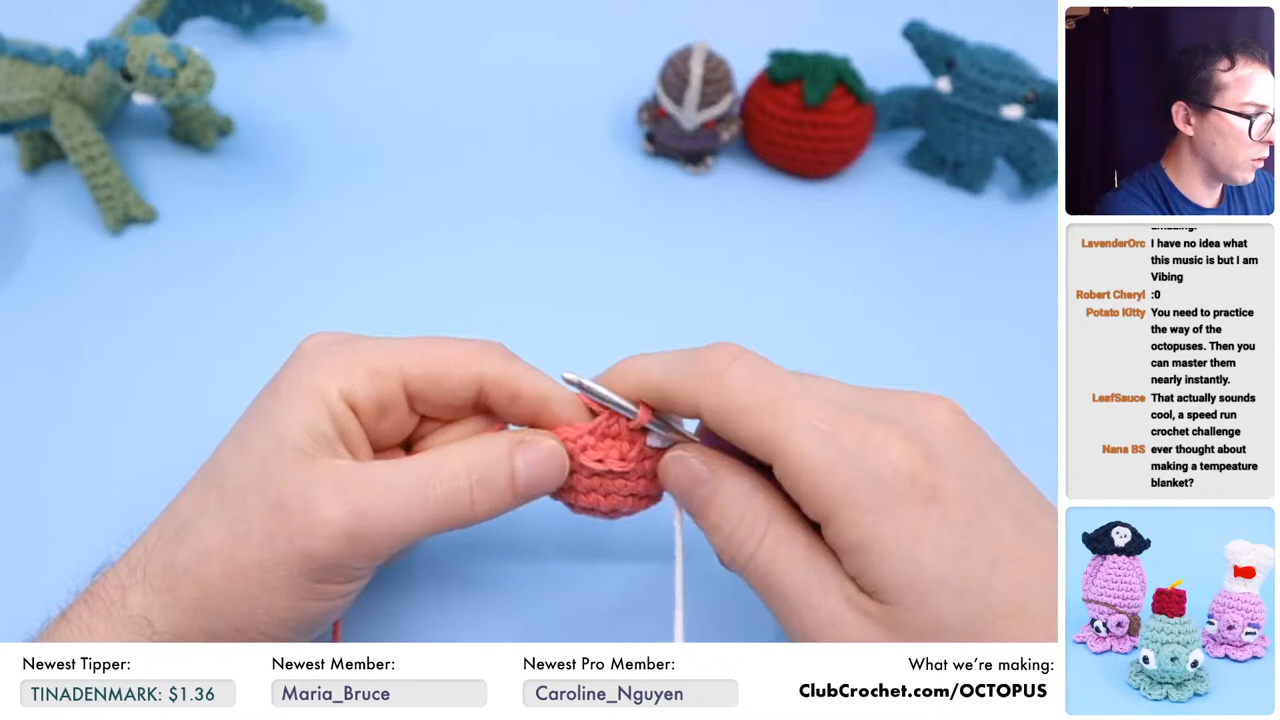 amazing.
LavenderOrc I have no idea what
this music is but I am
Vibing
Robert Cheryl :0
Potato Kitty You need to practice
the way of the
octopuses. Then you
can master them
nearly instantly.
LeafSauce That actually sounds
cool, a speed run
crochet challenge
Nana BS ever thought about
making a tempeature
blanket?
Newest Tipper:
TINADENMARK: $1.36
Newest Member:
Maria_Bruce
Newest Pro Member:
Caroline_Nguyen
What we're making:
ClubCrochet.com/OCTOPUS